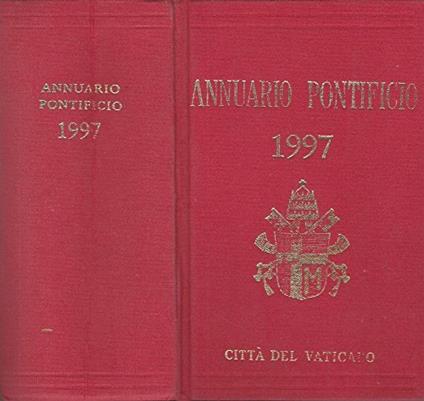 ANNUARIO
PONTIFICIO
1997
ANNUARIO PONTIFICIO
1997
M
CITTÀ DEL VATICANO